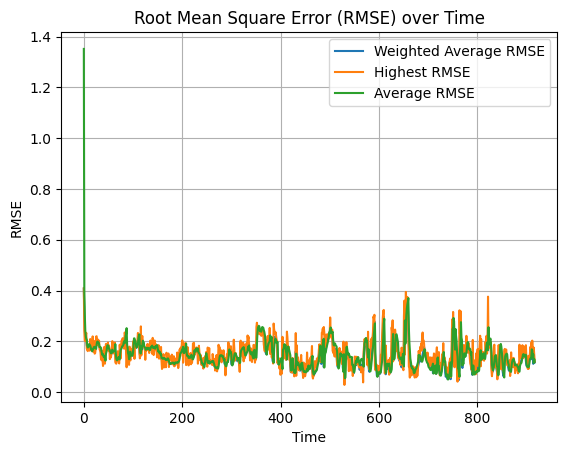 Root Mean Square Error (RMSE) over Time
1.4
Weighted Average RMSE
Highest RMSE
Average RMSE
1.2
1.0
0.8
RMSE
0.6
0.4
0.2
0.0
0 200 400 600 800
Time